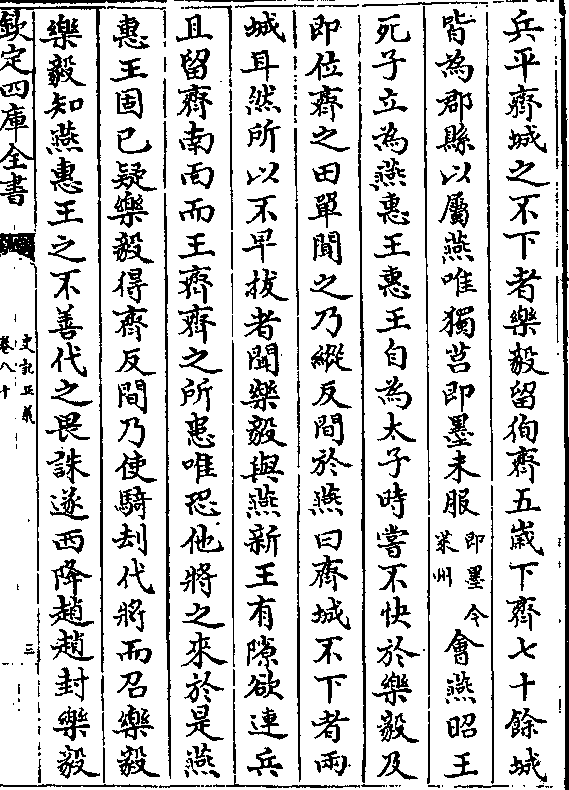 兵平齊城之不下者樂毅留徇齊五歲下齊七十餘城
皆為郡縣以屬燕唯獨莒即墨未服即墨今萊州會燕昭王
死子立為燕惠王惠王自為太子時嘗不快於樂毅及
即位齊之田單聞之乃縱反間於燕曰齊城不下者兩
城耳然所以不早拔者聞樂毅與燕新王有隙欲連兵
且留齊南面而王齊齊之所患唯恐他將之來於是燕
惠王固已疑樂毅得齊反間乃使騎刦代將而召樂毅
樂毅知燕惠王之不善代之畏誅遂西降趙趙封樂毅
欽定四庫全書
史記正義
卷八十
三